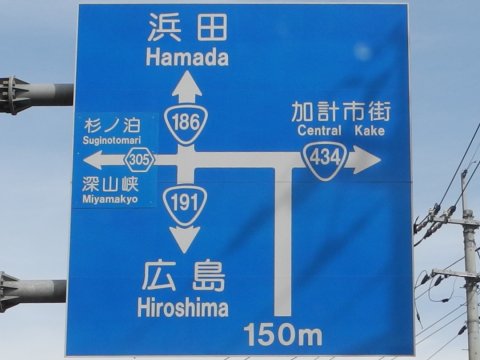 浜田
Hamada
186
杉ノ泊
Suginotomari
305
深山峡
Miyamakyo
加計市街
Central Kake
434
191
広島
Hiroshima
150m